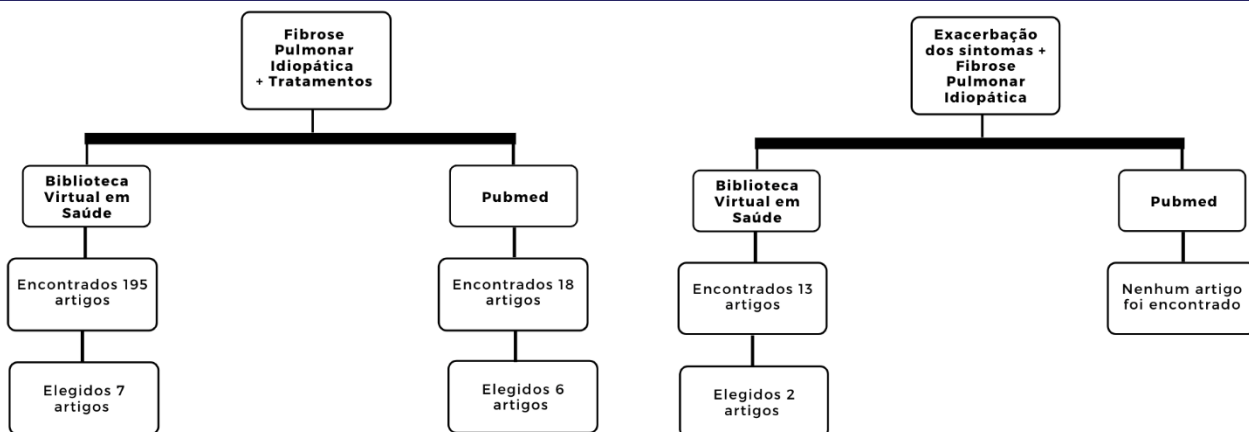 Fibrose
Pulmonar
Idiopática
+ Tratamentos
Biblioteca
Virtual em
Saúde
Encontrados 195
artigos
Elegidos 7
artigos
Pubmed
Encontrados 18
artigos
Elegidos 6
artigos
Exacerbação
dos sintomas +
Fibrose
Pulmonar
Idiopática
Biblioteca
Virtual em
Saúde
Encontrados 13
artigos
Elegidos 2
artigos
Pubmed
Nenhum artigo
foi encontrado